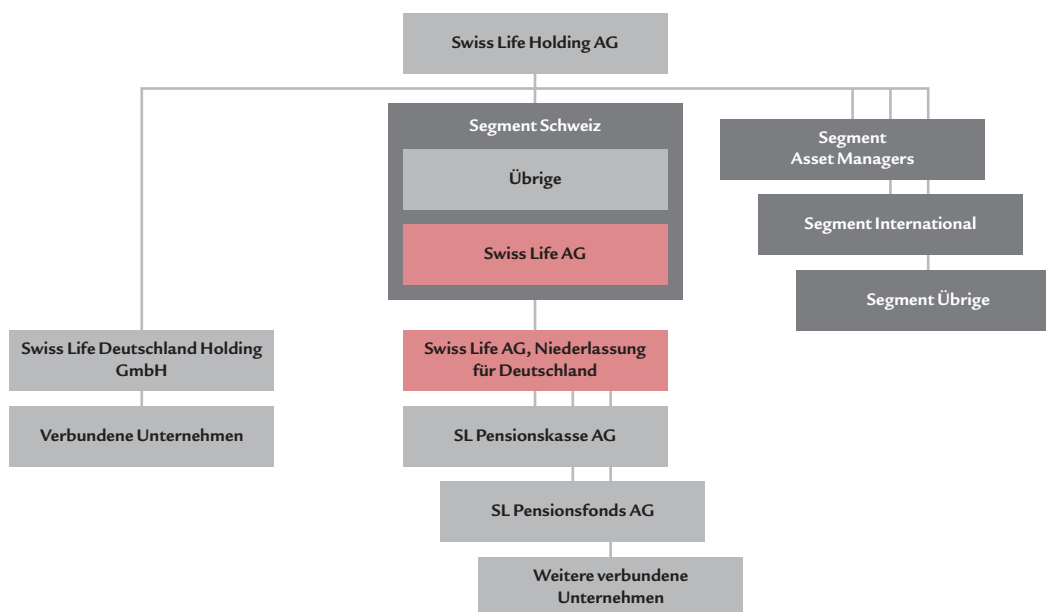 Swiss Life Holding AG
Segment Schweiz
Übrige
Swiss Life AG
Segment
Asset Managers
Segment International
Segment Übrige
Swiss Life Deutschland Holding
GmbH
Verbundene Unternehmen
Swiss Life AG, Niederlassung
für Deutschland
SL Pensionskasse AG
SL Pensionsfonds AG
Weitere verbundene
Unternehmen